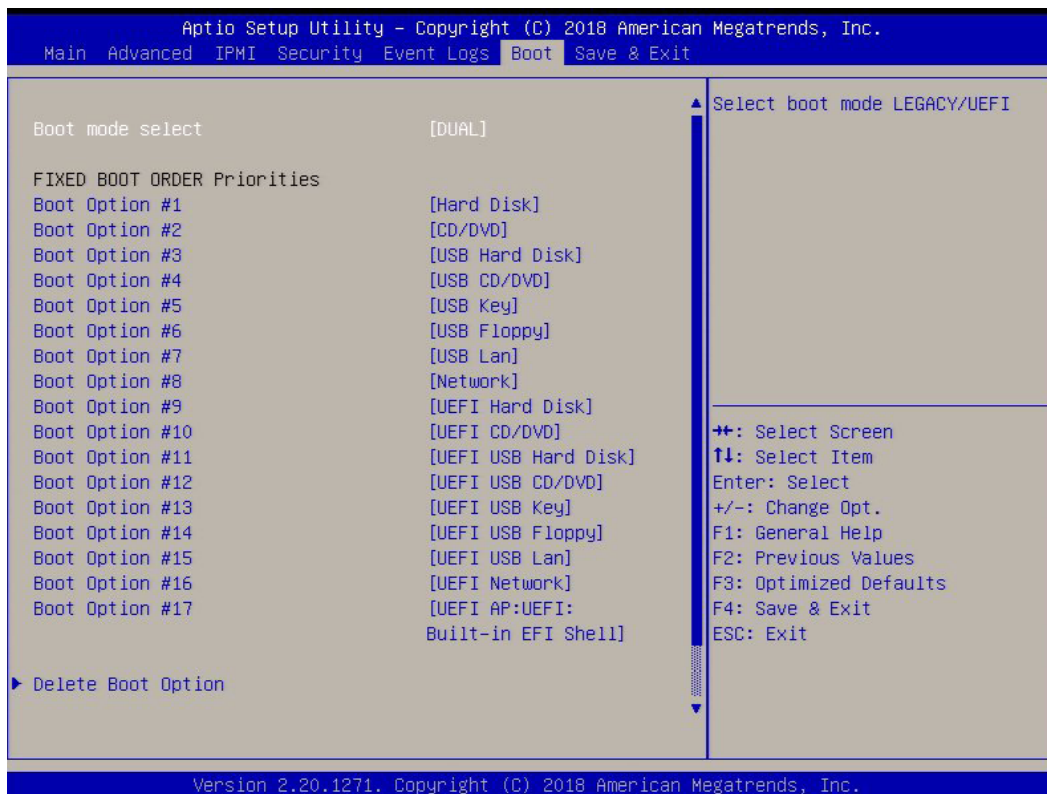 Aptio Setup Utility – Copyright (C) 2018 American Megatrends, Inc.
Main Advanced IPMI Security Event Logs Boot Save & Exit
Boot mode select [DUAL]
FIXED BOOT ORDER Priorities
Boot Option #1 [Hard Disk]
Boot Option #2 [CD/DVD]
Boot Option #3 [USB Hard Disk]
Boot Option #4 [USB CD/DVD]
Boot Option #5 [USB Key]
Boot Option #6 [USB Floppy]
Boot Option #7 [USB Lan]
Boot Option #8 [Network]
Boot Option #9 [UEFI Hard Disk]
Boot Option #10 [UEFI CD/DVD]
Boot Option #11 [UEFI USB Hard Disk]
Boot Option #12 [UEFI USB CD/DVD]
Boot Option #13 [UEFI USB Key]
Boot Option #14 [UEFI USB Floppy]
Boot Option #15 [UEFI USB Lan]
Boot Option #16 [UEFI Network]
Boot Option #17 [UEFI AP:UEFI:
Built-in EFI Shell]
Delete Boot Option
Select boot mode LEGACY/UEFI
→←: Select Screen
↑↓: Select Item
Enter: Select
+/-: Change Opt.
F1: General Help
F2: Previous Values
F3: Optimized Defaults
F4: Save & Exit
ESC: Exit
Version 2.20.1271. Copyright (C) 2018 American Megatrends, Inc.